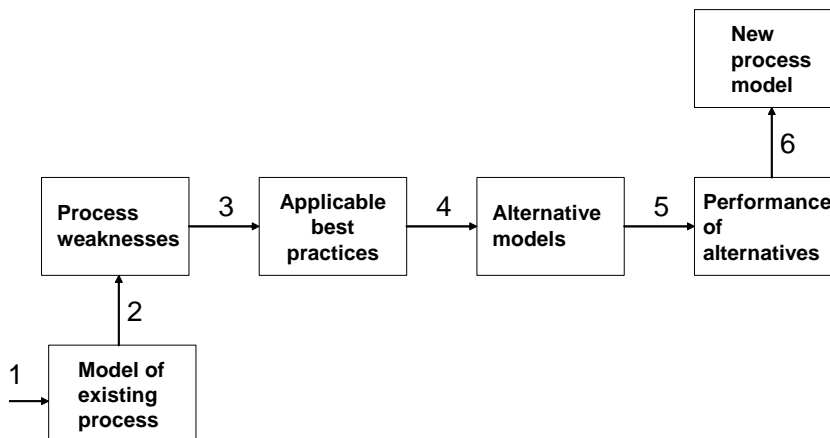 New
process
model
6
Process
weaknesses
3
Applicable
best
practices
4
Alternative
models
5
Performance
of
alternatives
2
1
Model of
existing
process